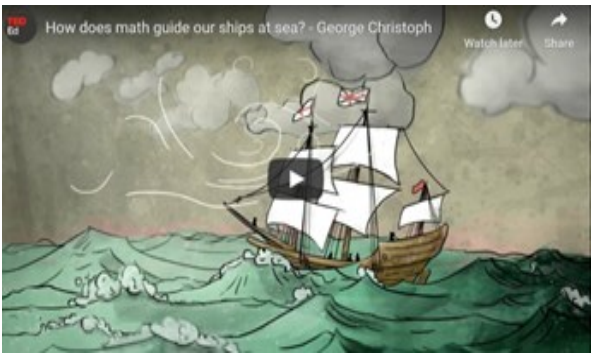 TED
Ed
How does math guide our ships at sea? - George Christoph
Watch later
Share